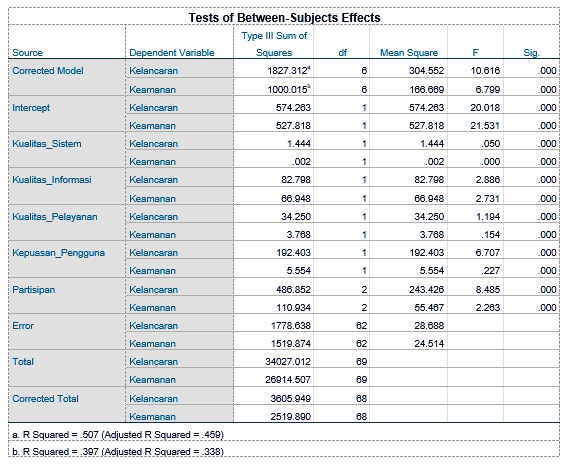 Tests of Between-Subjects Effects
Type III Sum of
Source Dependent Variable Squares df Mean Square F Sig.
Corrected Model Kelancaran 1827.312a 6 304.552 10.616 .000
Keamanan 1000.015b 6 166.669 6.799 .000
Intercept Kelancaran 574.263 1 574.263 20.018 .000
Keamanan 527.818 1 527.818 21.531 .000
Kualitas_Sistem Kelancaran 1.444 1 1.444 .050 .000
Keamanan .002 1 .002 .000 .000
Kualitas_Informasi Kelancaran 82.798 1 82.798 2.886 .000
Keamanan 66.948 1 66.948 2.731 .000
Kualitas_Pelayanan Kelancaran 34.250 1 34.250 1.194 .000
Keamanan 3.768 1 3.768 .154 .000
Kepuasan_Pengguna Kelancaran 192.403 1 192.403 6.707 .000
Keamanan 5.554 1 5.554 .227 .000
Partisipan Kelancaran 486.852 2 243.426 8.485 .000
Keamanan 110.934 2 55.467 2.263 .000
Error Kelancaran 1778.638 62 28.688
Keamanan 1519.874 62 24.514
Total Kelancaran 34027.012 69
Keamanan 26914.507 69
Corrected Total Kelancaran 3605.949 68
Keamanan 2519.890 68
a. R Squared = .507 (Adjusted R Squared = .459)
b. R Squared = .397 (Adjusted R Squared = .338)